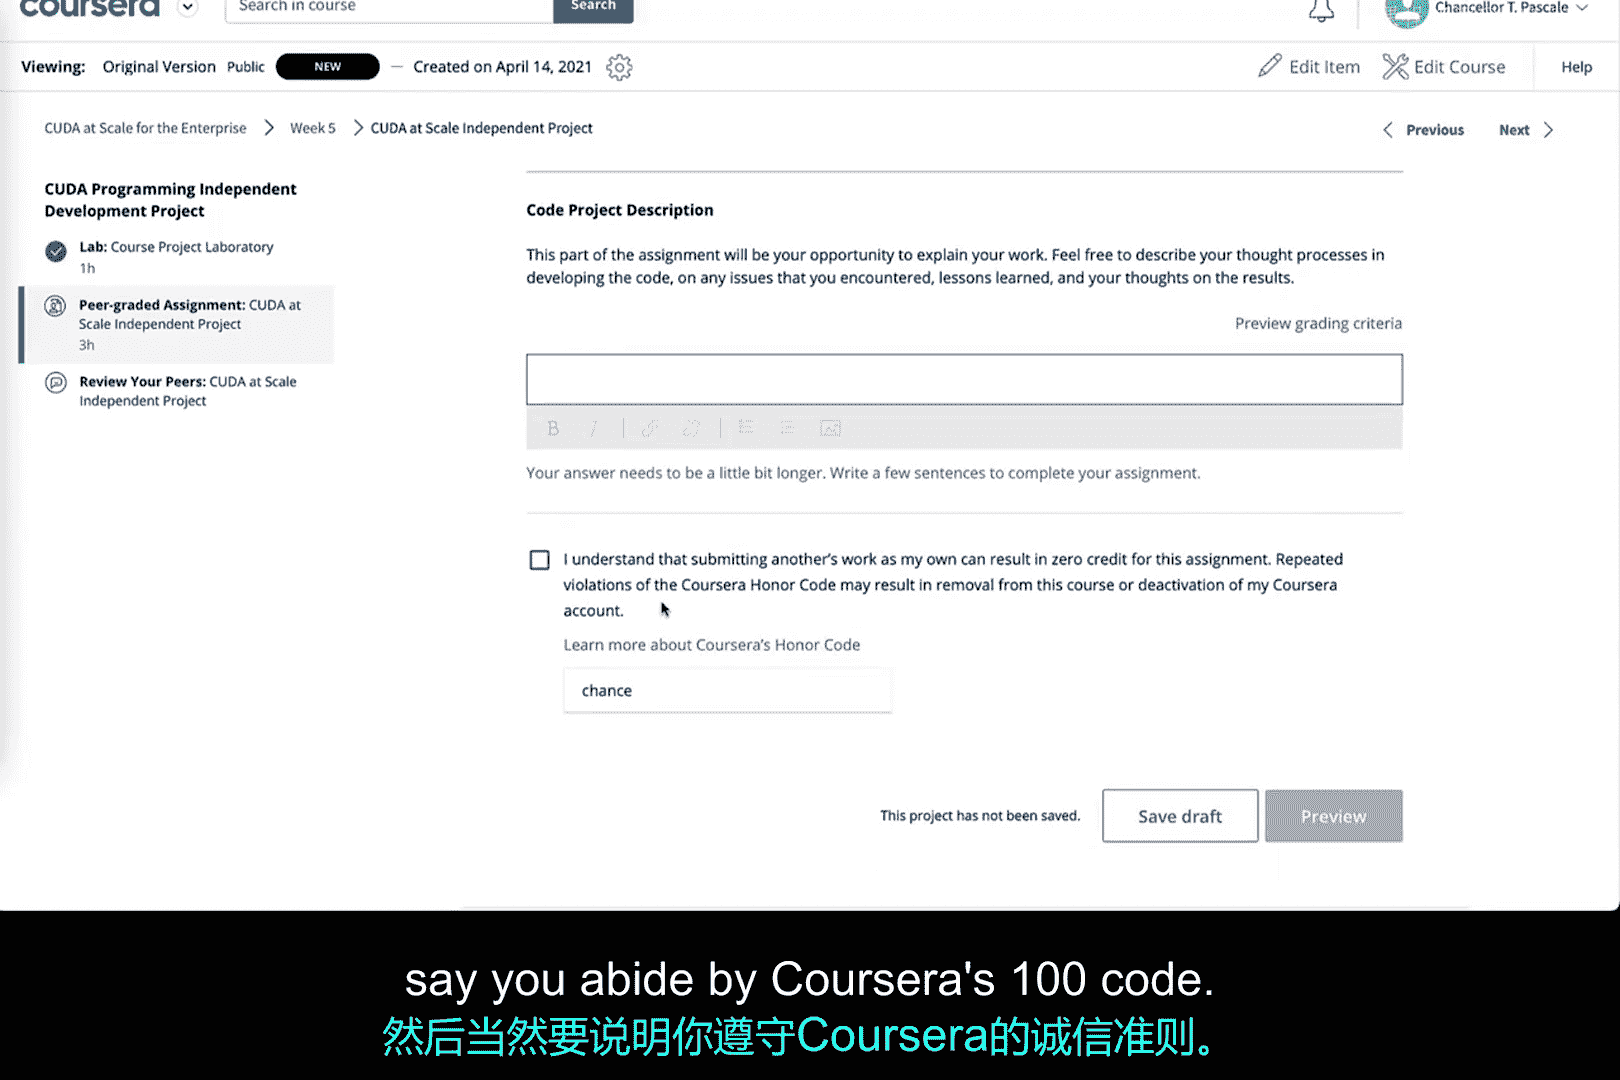 coursera
Search in course
Search
Chancellor T. Pascale
Viewing: Original Version Public NEW — Created on April 14, 2021
Edit Item
Edit Course
Help
CUDA at Scale for the Enterprise > Week 5 > CUDA at Scale Independent Project
Previous
Next
CUDA Programming Independent
Development Project
Lab: Course Project Laboratory
1h
Peer-graded Assignment: CUDA at
Scale Independent Project
3h
Review Your Peers: CUDA at Scale
Independent Project
Code Project Description
This part of the assignment will be your opportunity to explain your work. Feel free to describe your thought processes in
developing the code, on any issues that you encountered, lessons learned, and your thoughts on the results.
Preview grading criteria
B I
Your answer needs to be a little bit longer. Write a few sentences to complete your assignment.
I understand that submitting another's work as my own can result in zero credit for this assignment. Repeated
violations of the Coursera Honor Code may result in removal from this course or deactivation of my Coursera
account.
Learn more about Coursera's Honor Code
chance
This project has not been saved.
Save draft
Preview
say you abide by Coursera's 100 code.
然后当然要说明你遵守Coursera的诚信准则。